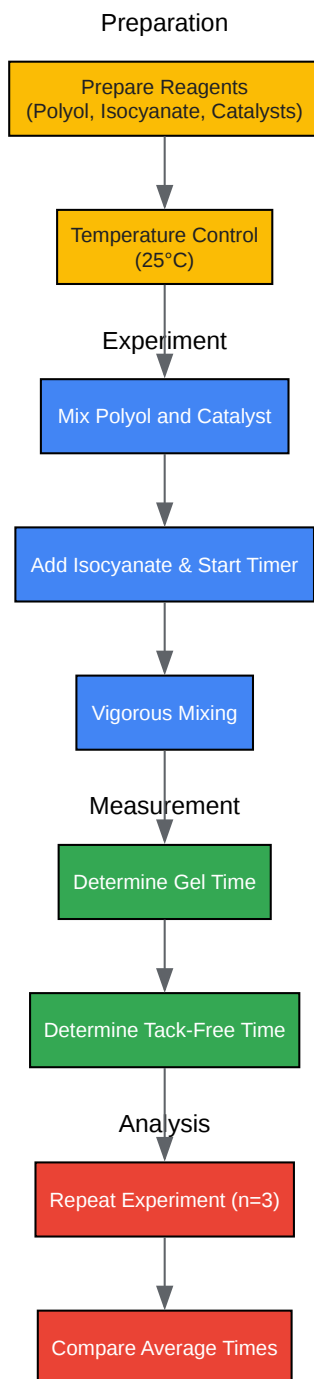 Preparation
Prepare Reagents
(Polyol, Isocyanate, Catalysts)
Temperature Control
(25°C)
Experiment
Mix Polyol and Catalyst
Add Isocyanate & Start Timer
Vigorous Mixing
Measurement
Determine Gel Time
Determine Tack-Free Time
Analysis
Repeat Experiment (n=3)
Compare Average Times